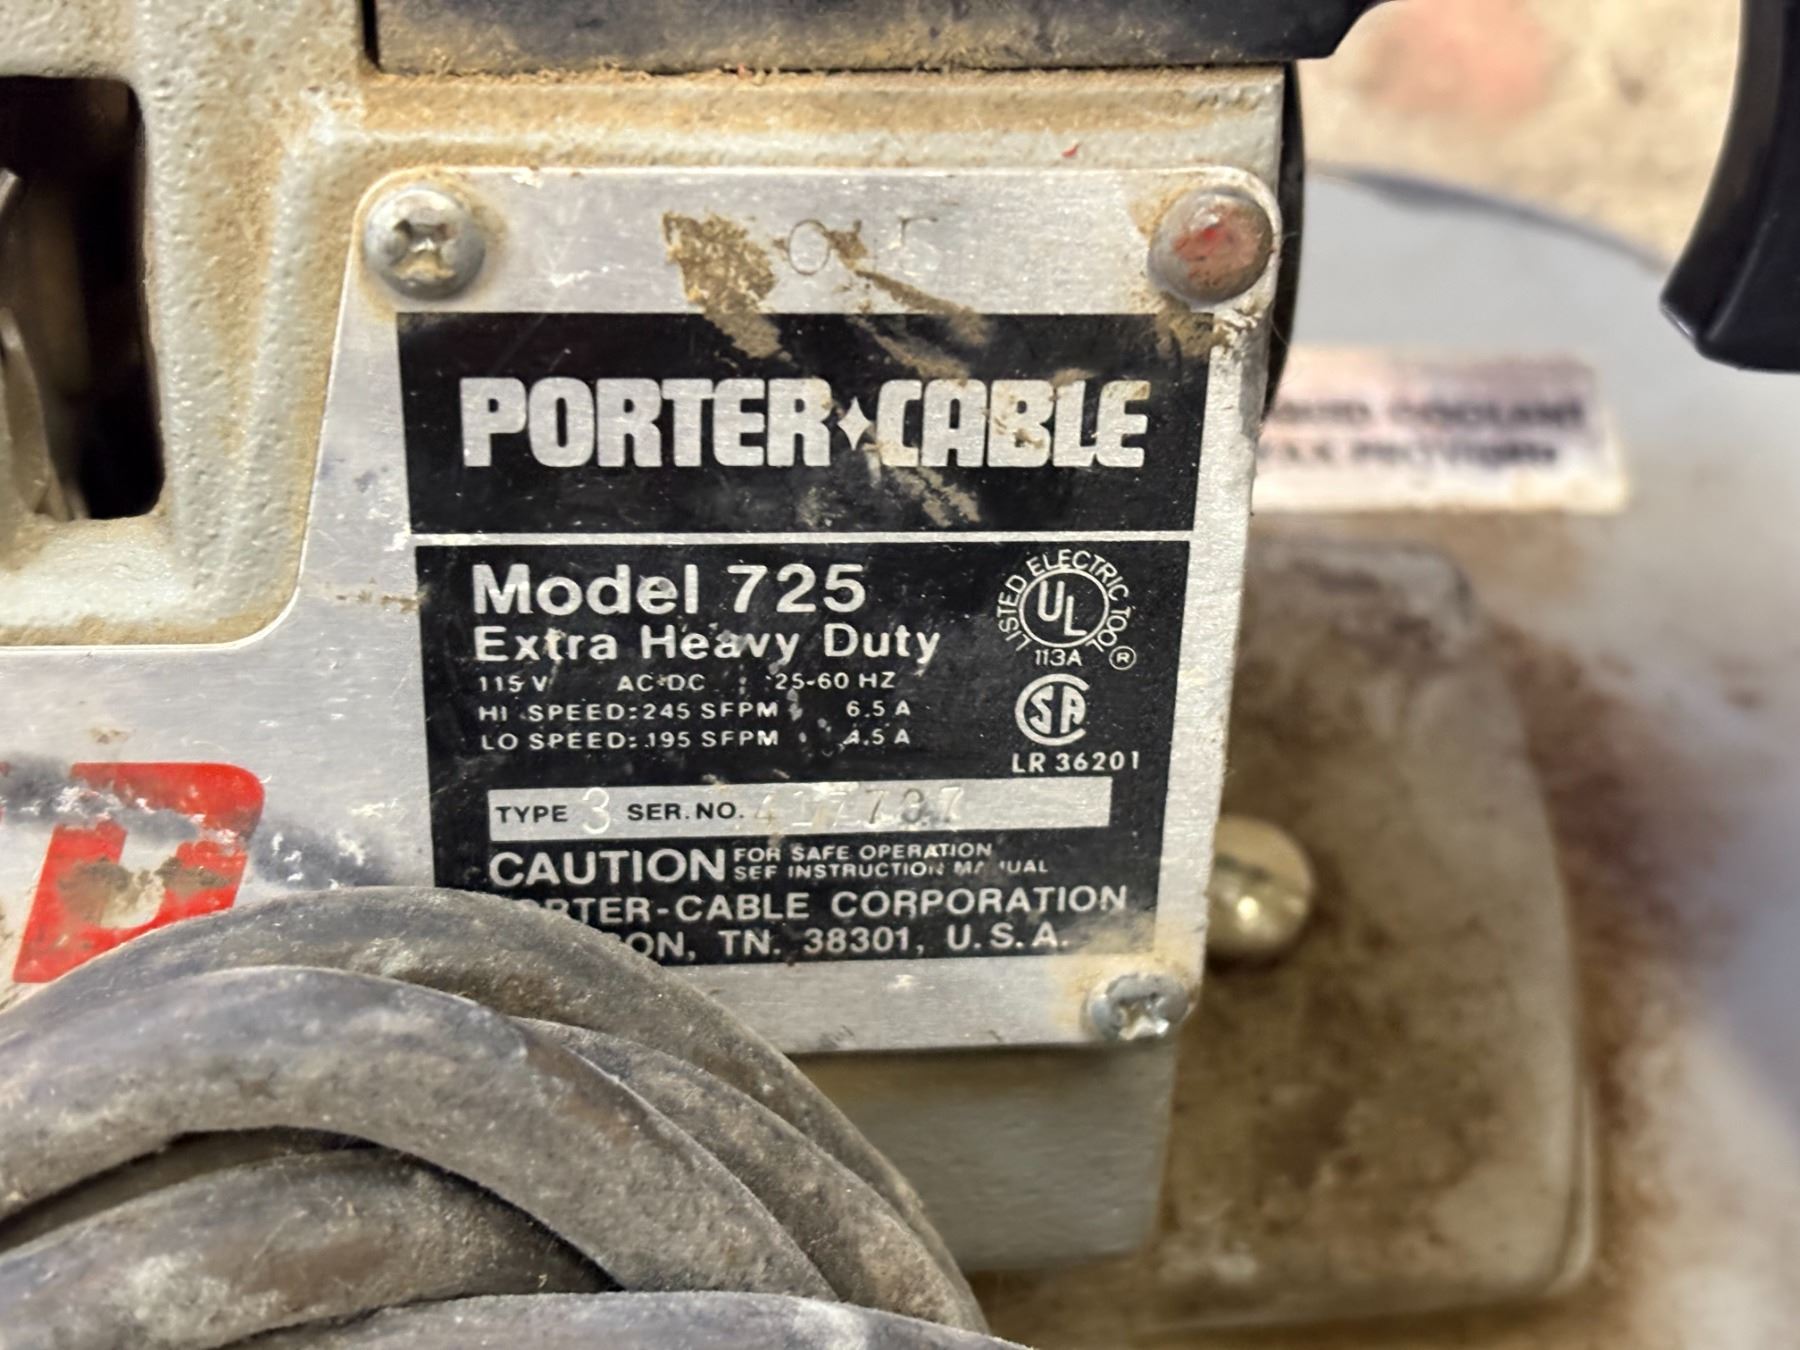 PORTER CABLE
Model 725
Extra Heavy Duty
115 V AC-DC 25-60 HZ
HI SPEED: 245 SFPM 6.5 A
LO SPEED: 195 SFPM 4.5 A
LISTED ELECTRIC TOOL
UL
113A ®
SA
LR 36201
TYPE 3 SER. NO.
CAUTION FOR SAFE OPERATION
INSTRUCTION
PORTER-CABLE CORPORATION
TN. 38301, U.S.A.
COOLANT